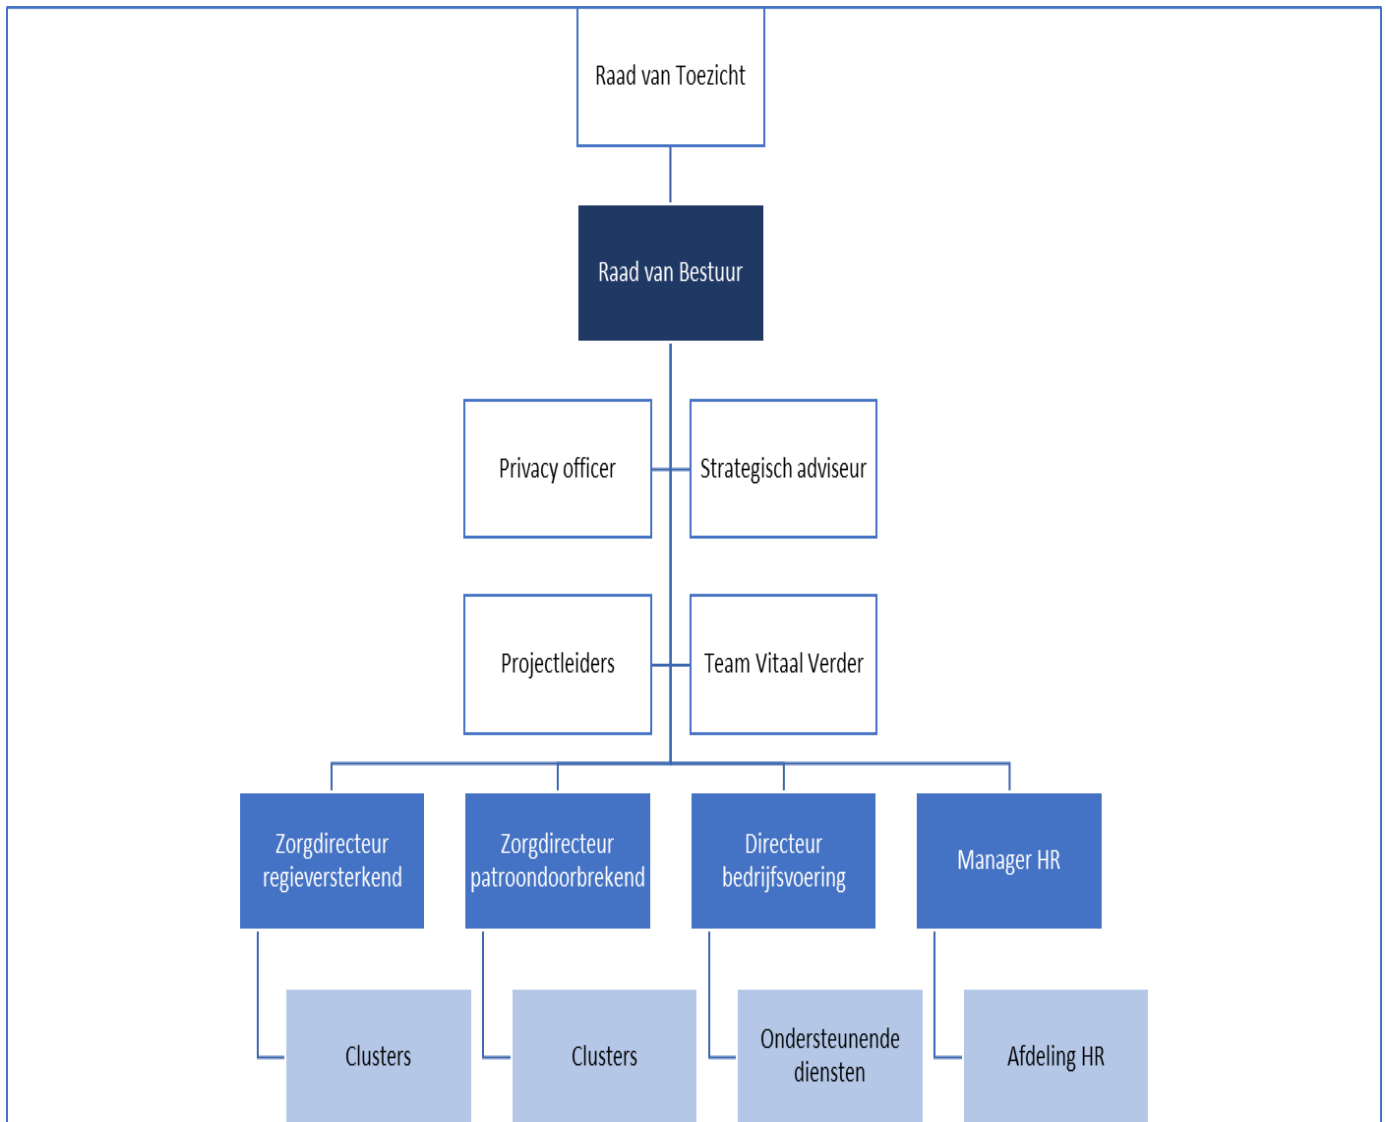 Raad van Toezicht
Raad van Bestuur
Privacy officer
Strategisch adviseur
Projectleiders
Team Vitaal Verder
Zorgdirecteur
regieversterkend
Zorgdirecteur
patroondoorbrekend
Directeur
bedrijfsvoering
Manager HR
Clusters
Clusters
Ondersteunende
diensten
Afdeling HR